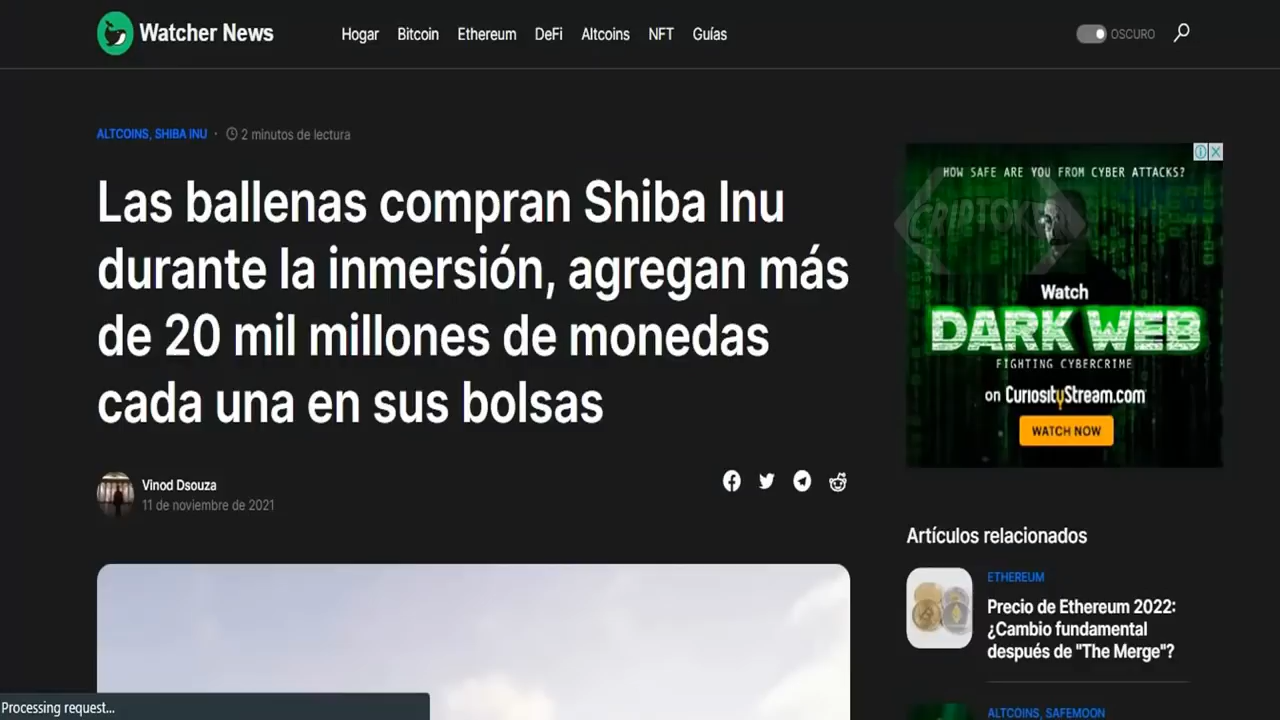 Watcher News
Hogar Bitcoin Ethereum DeFi Altcoins NFT Guías
OSCURO
ALTCOINS, SHIBA INU · 2 minutos de lectura
Las ballenas compran Shiba Inu
durante la inmersión, agregan más
de 20 mil millones de monedas
cada una en sus bolsas
Vinod Dsouza
11 de noviembre de 2021
HOW SAFE ARE YOU FROM CYBER ATTACKS?
Watch
DARK WEB
FIGHTING CYBERCRIME
on CuriosityStream.com
WATCH NOW
Artículos relacionados
ETHEREUM
Precio de Ethereum 2022:
¿Cambio fundamental
después de "The Merge"?
ALTCOINS, SAFEMOON
Processing request...